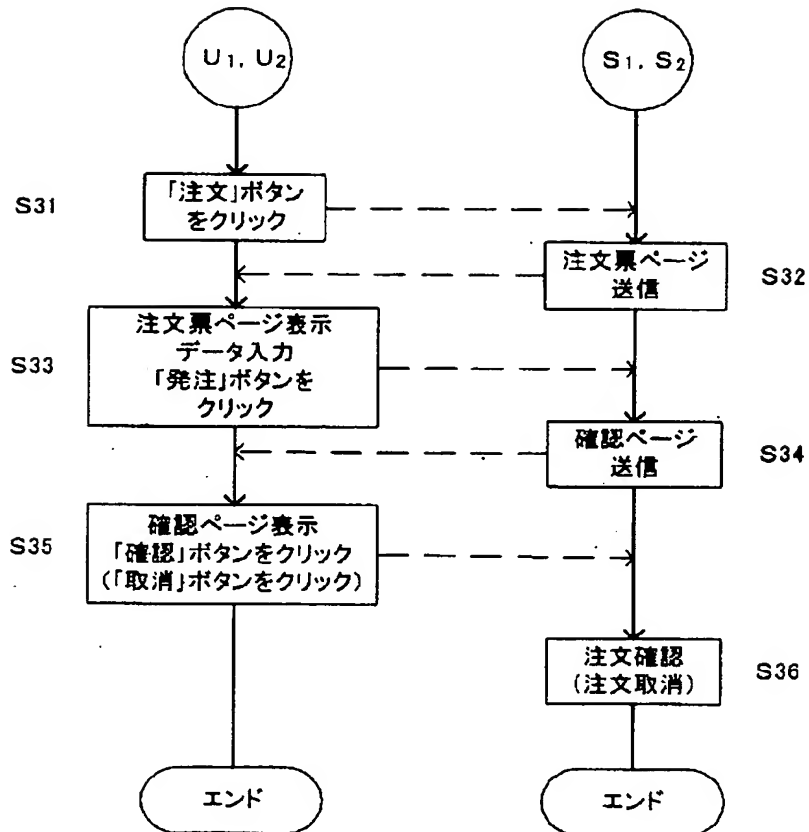 U1, U2
S1, S2
S31
「注文」ボタン
をクリック
注文票ページ
送信
S32
S33
注文票ページ表示
データ入力
「発注」ボタンを
クリック
確認ページ
送信
S34
S35
確認ページ表示
「確認」ボタンをクリック
(「取消」ボタンをクリック)
注文確認
(注文取消)
S36
エンド
エンド